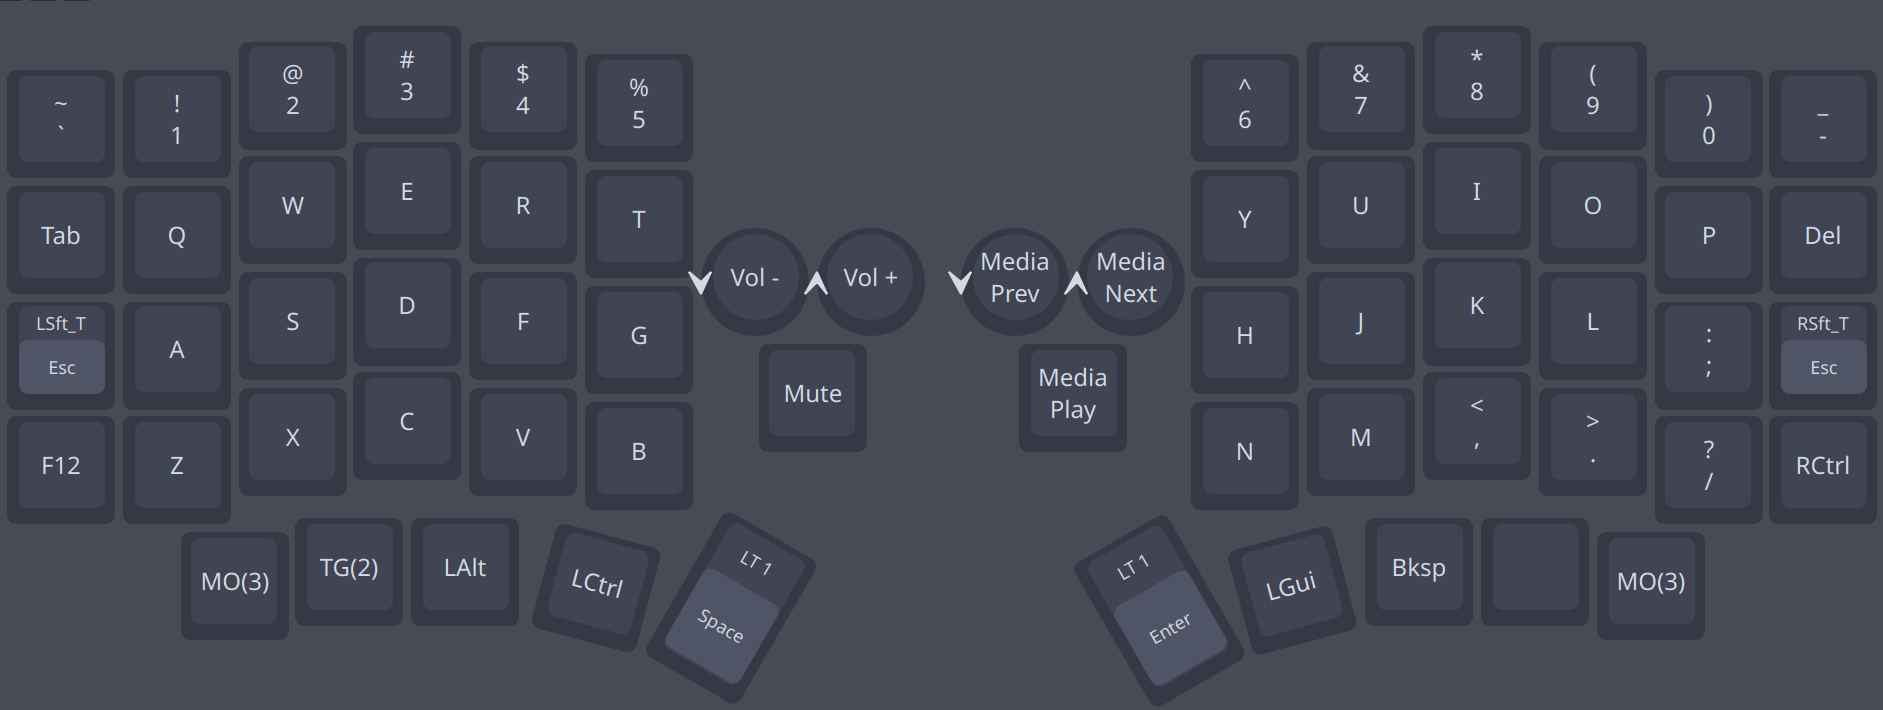 ~ ! @ # $ %
` 1 2 3 4 5
Tab Q W E R T
LSft_T
Esc A S D F G
F12 Z X C V B
Vol - Vol +
Mute
MO(3) TG(2) LAlt LCtrl LT 1
Space
Media Media
Prev Next
Media
Play
^ & * ( ) _
6 7 8 9 0 -
Y U I O P Del
H J K L : RSft_T
; Esc
N M < > ? RCtrl
, . /
LT 1
Enter LGui Bksp MO(3)